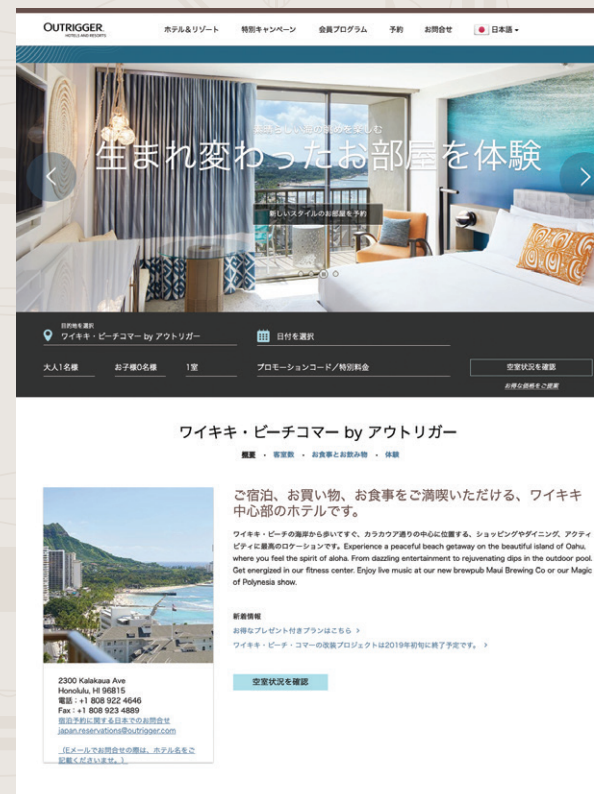 OUTRIGGER
HOTELS AND RESORTS
ホテル＆リゾート 特別キャンペーン 会員プログラム 予約 お問合せ 日本語
生まれ変わったお部屋を体験
新しいスタイルのお部屋を予約
目的地を選択
ワイキキ・ビーチコマー by アウトリガー
日付を選択
大人1名様 お子様0名様 1室 プロモーションコード／特別料金 空室状況を確認
お得な価格をご提案
ワイキキ・ビーチコマー by アウトリガー
概要 ・ 客室数 ・ お食事とお飲み物 ・ 体験
ご宿泊、お買い物、お食事をご満喫いただける、ワイキキ
中心部のホテルです。
ワイキキ・ビーチの海岸から歩いてすぐ、カラカウア通りの中心に位置する、ショッピングやダイニング、アクティ
ビティに最高のロケーションです。Experience a peaceful beach getaway on the beautiful island of Oahu,
where you feel the spirit of aloha. From dazzling entertainment to rejuvenating dips in the outdoor pool.
Get energized in our fitness center. Enjoy live music at our new brewpub Maui Brewing Co or our Magic
of Polynesia show.
新着情報
お得なプレゼント付きプランはこちら >
ワイキキ・ビーチ・コマーの改装プロジェクトは2019年初旬に終了予定です。 >
空室状況を確認
2300 Kalakaua Ave
Honolulu, HI 96815
電話：+1 808 922 4646
Fax：+1 808 923 4889
宿泊予約に関する日本でのお問合せ
japan.reservations@outrigger.com
（Eメールでお問合せの際は、ホテル名をご
記載くださいませ。）